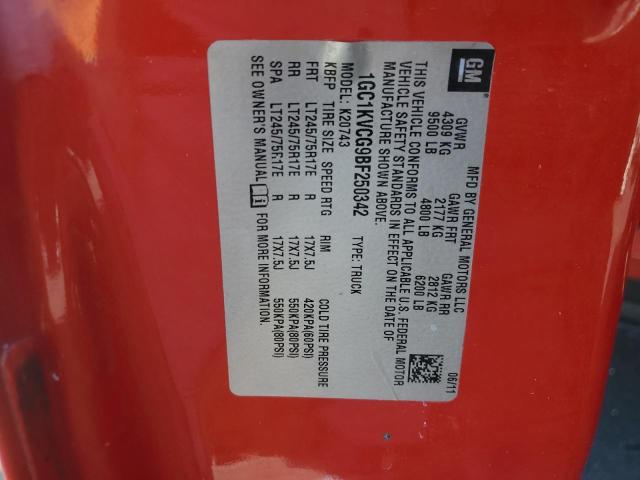 GM
MFD BY GENERAL MOTORS LLC
06/11
GVWR GAWR FRT GAWR RR
4309 KG 2177 KG 2812 KG
9500 LB 4800 LB 6200 LB
THIS VEHICLE CONFORMS TO ALL APPLICABLE U.S. FEDERAL MOTOR
VEHICLE SAFETY STANDARDS IN EFFECT ON THE DATE OF
MANUFACTURE SHOWN ABOVE.
1GC1KVCG9BF250342 TYPE: TRUCK
MODEL: K20743
KBFP TIRE SIZE SPEED RTG RIM COLD TIRE PRESSURE
FRT LT245/75R17E R 17X7.5J 420KPA(60PSI)
RR LT245/75R17E R 17X7.5J 550KPA(80PSI)
SPA LT245/75R17E R 17X7.5J 550KPA(80PSI)
SEE OWNER'S MANUAL FOR MORE INFORMATION.